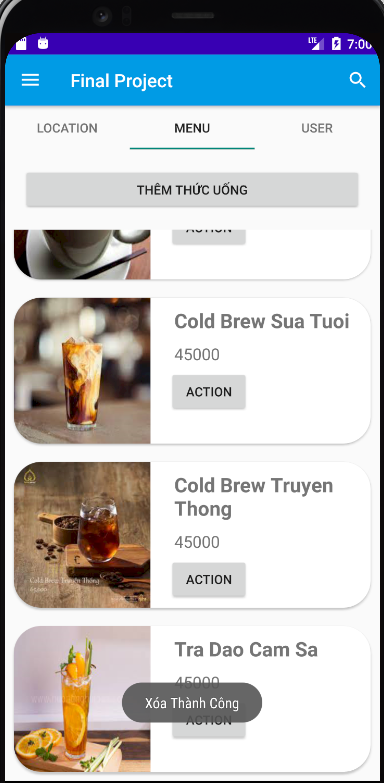 LTE 7:00
Final Project
LOCATION MENU USER
THÊM THỨC UỐNG
ACTION
Cold Brew Sua Tuoi
45000
ACTION
Cold Brew Truyen
Thong
45000
ACTION
Cold Brew Truyền Thống
Tra Dao Cam Sa
45000
Xóa Thành Công
ACTION